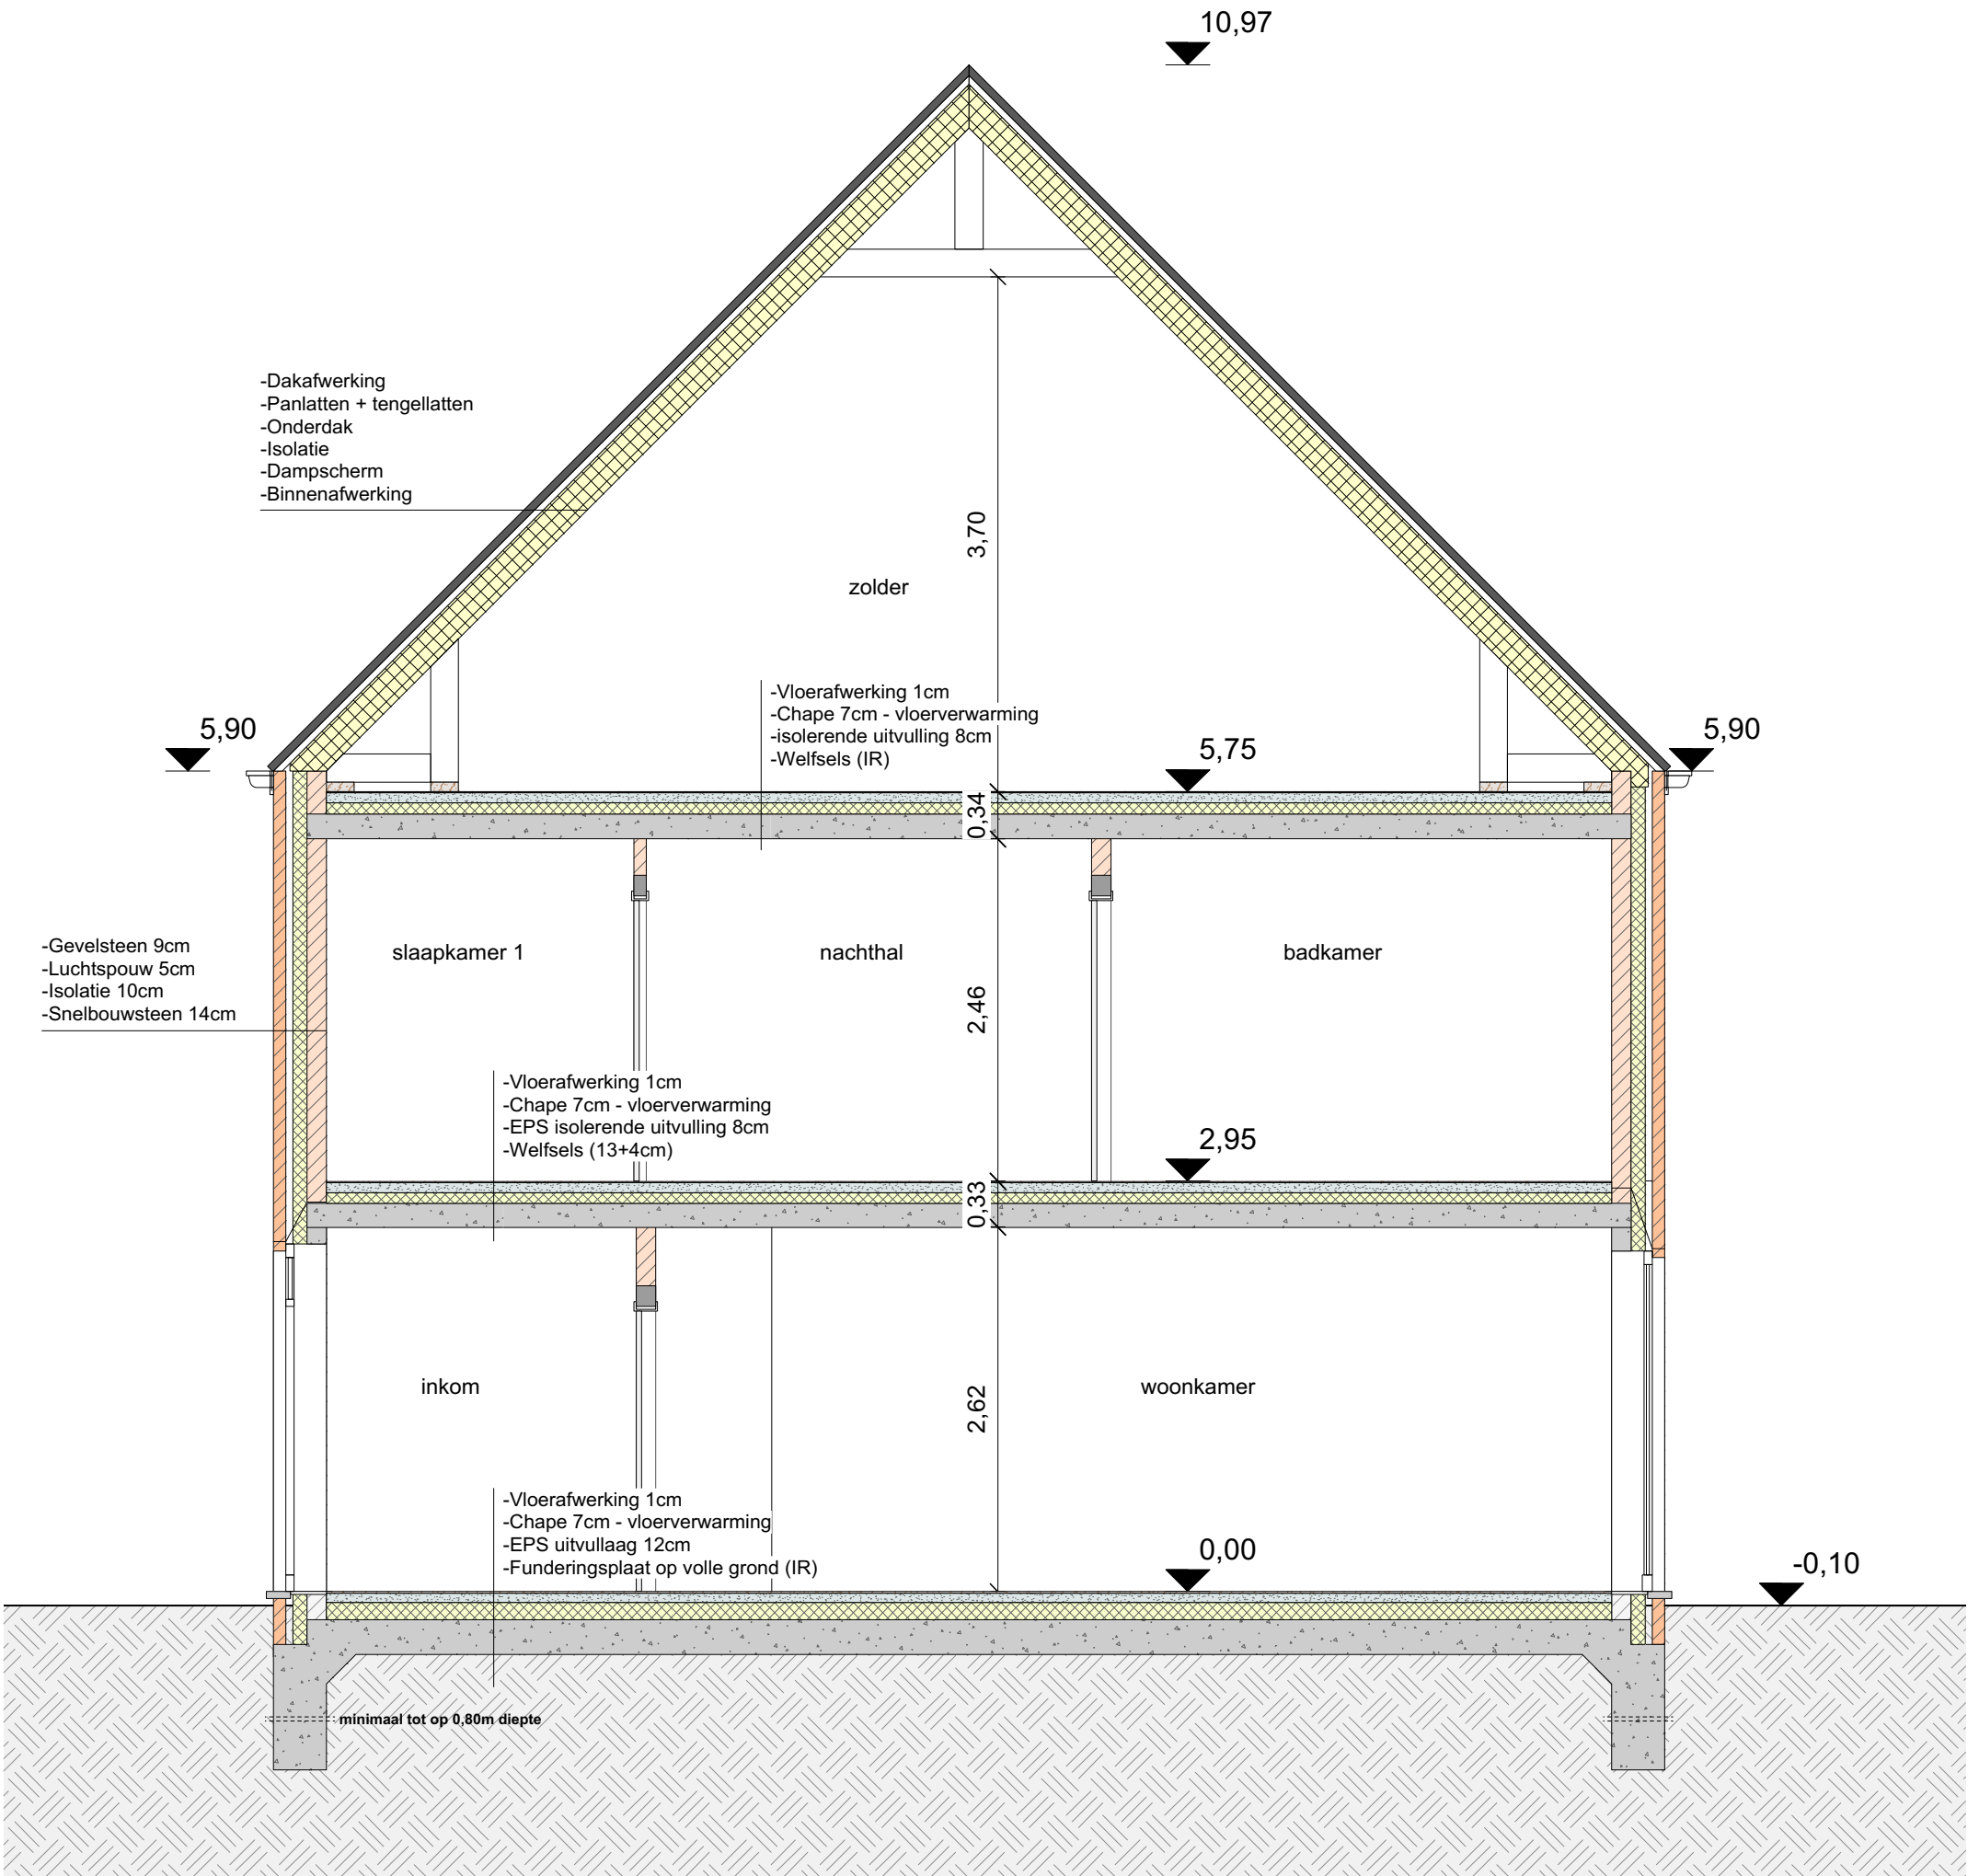 10,97
-Dakafwerking
-Panlatten + tengellatten
-Onderdak
-Isolatie
-Dampscherm
-Binnenafwerking
3,70
zolder
-Vloerafwerking 1cm
-Chape 7cm - vloerverwarming
-isolerende uitvulling 8cm
-Welfsels (IR)
5,90
5,75
5,90
0,34
slaapkamer 1
nachthal
badkamer
-Gevelsteen 9cm
-Luchtspouw 5cm
-Isolatie 10cm
-Snelbouwsteen 14cm
2,46
-Vloerafwerking 1cm
-Chape 7cm - vloerverwarming
-EPS isolerende uitvulling 8cm
-Welfsels (13+4cm)
2,95
0,33
inkom
woonkamer
2,62
-Vloerafwerking 1cm
-Chape 7cm - vloerverwarming
-EPS uitvullaag 12cm
-Funderingsplaat op volle grond (IR)
0,00
-0,10
minimaal tot op 0,80m diepte